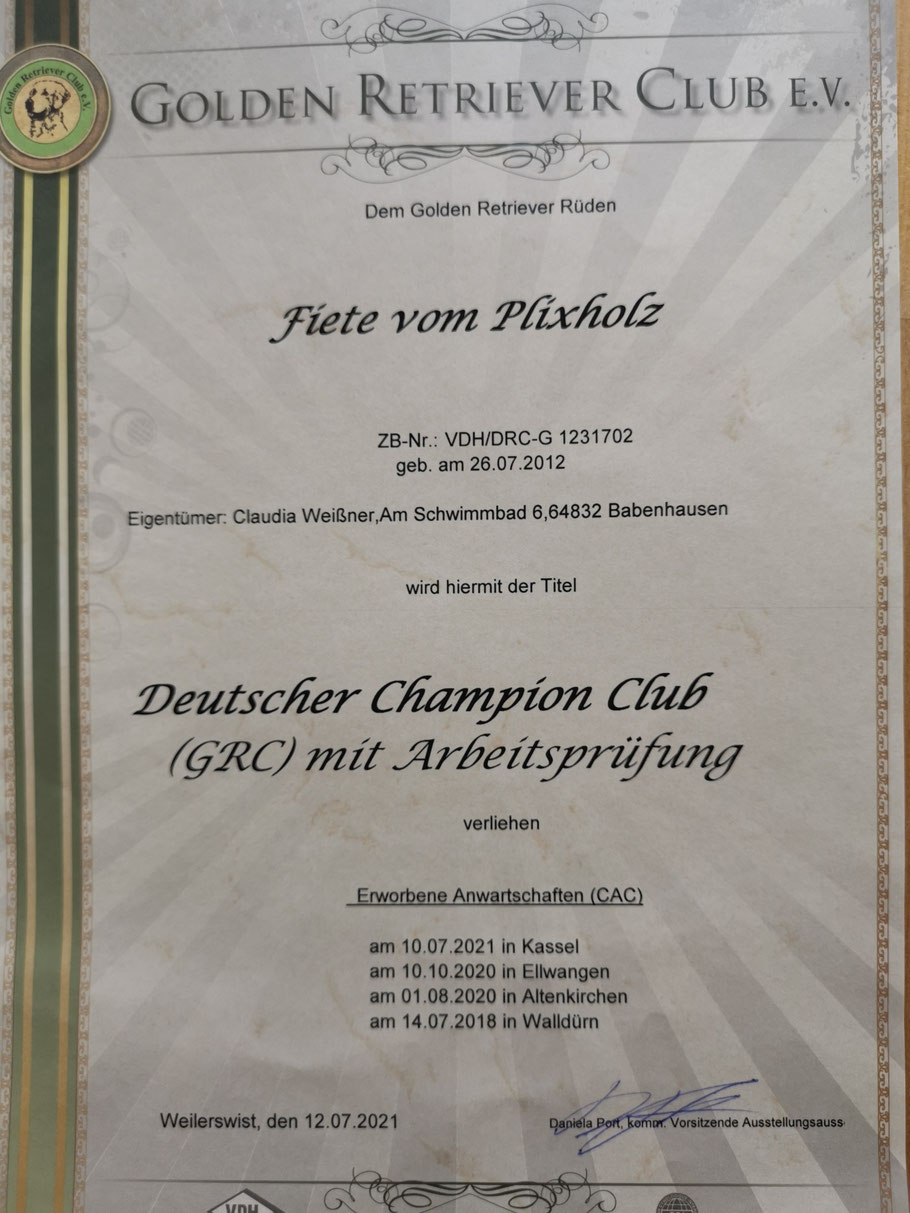 Golden Retriever Club e.V.
GOLDEN RETRIEVER CLUB E.V.
Dem Golden Retriever Rüden
Fiete vom Plixholz
ZB-Nr.: VDH/DRC-G 1231702
geb. am 26.07.2012
Eigentümer: Claudia Weißner,Am Schwimmbad 6,64832 Babenhausen
wird hiermit der Titel
Deutscher Champion Club
(GRC) mit Arbeitsprüfung
verliehen
Erworbene Anwartschaften (CAC)
am 10.07.2021 in Kassel
am 10.10.2020 in Ellwangen
am 01.08.2020 in Altenkirchen
am 14.07.2018 in Walldürn
Weilerswist, den 12.07.2021
Daniela Port, komm. Vorsitzende Ausstellungsauss
VDH